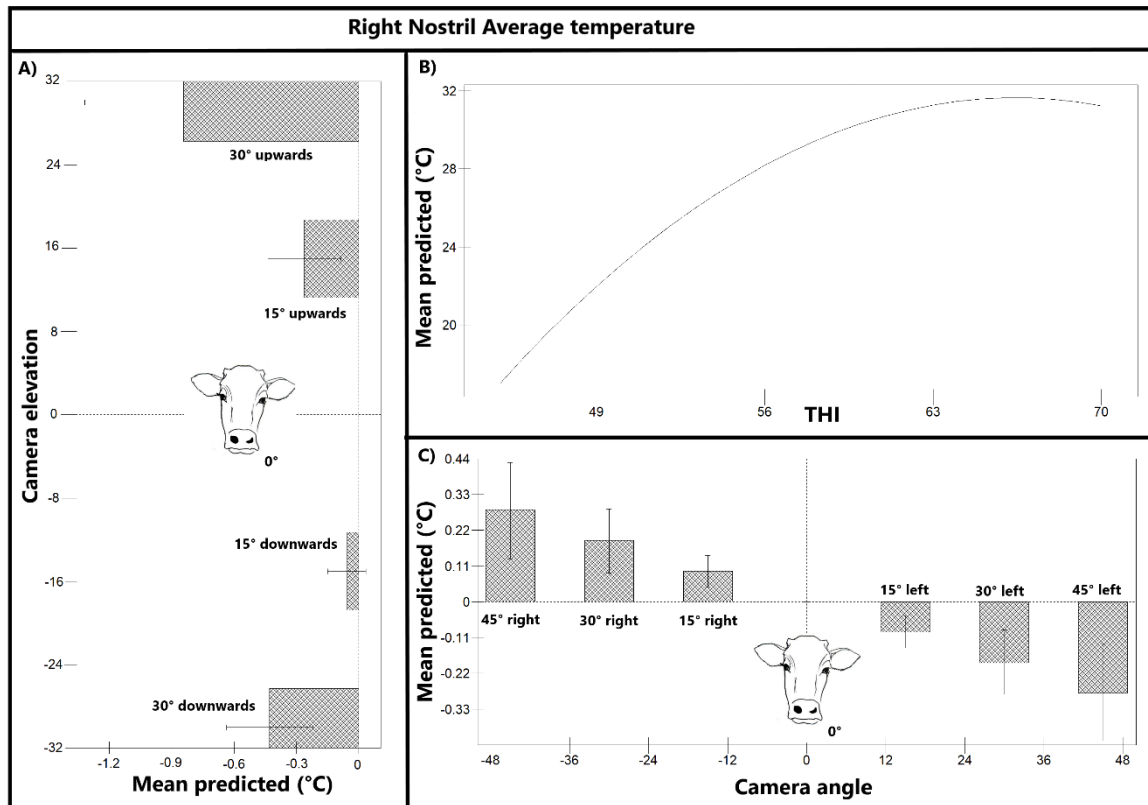 Right Nostril Average temperature
A)
32
24
16
8
0
-8
-16
-24
-32
30° upwards
15° upwards
0°
15° downwards
30° downwards
Camera elevation
-1.2
-0.9
-0.6
-0.3
0
Mean predicted (°C)
B)
32
28
24
20
Mean predicted (°C)
49
56
63
70
THI
C)
0.44
0.33
0.22
0.11
0
-0.11
-0.22
-0.33
Mean predicted (°C)
45° right
30° right
15° right
0°
15° left
30° left
45° left
-48
-36
-24
-12
0
12
24
36
48
Camera angle